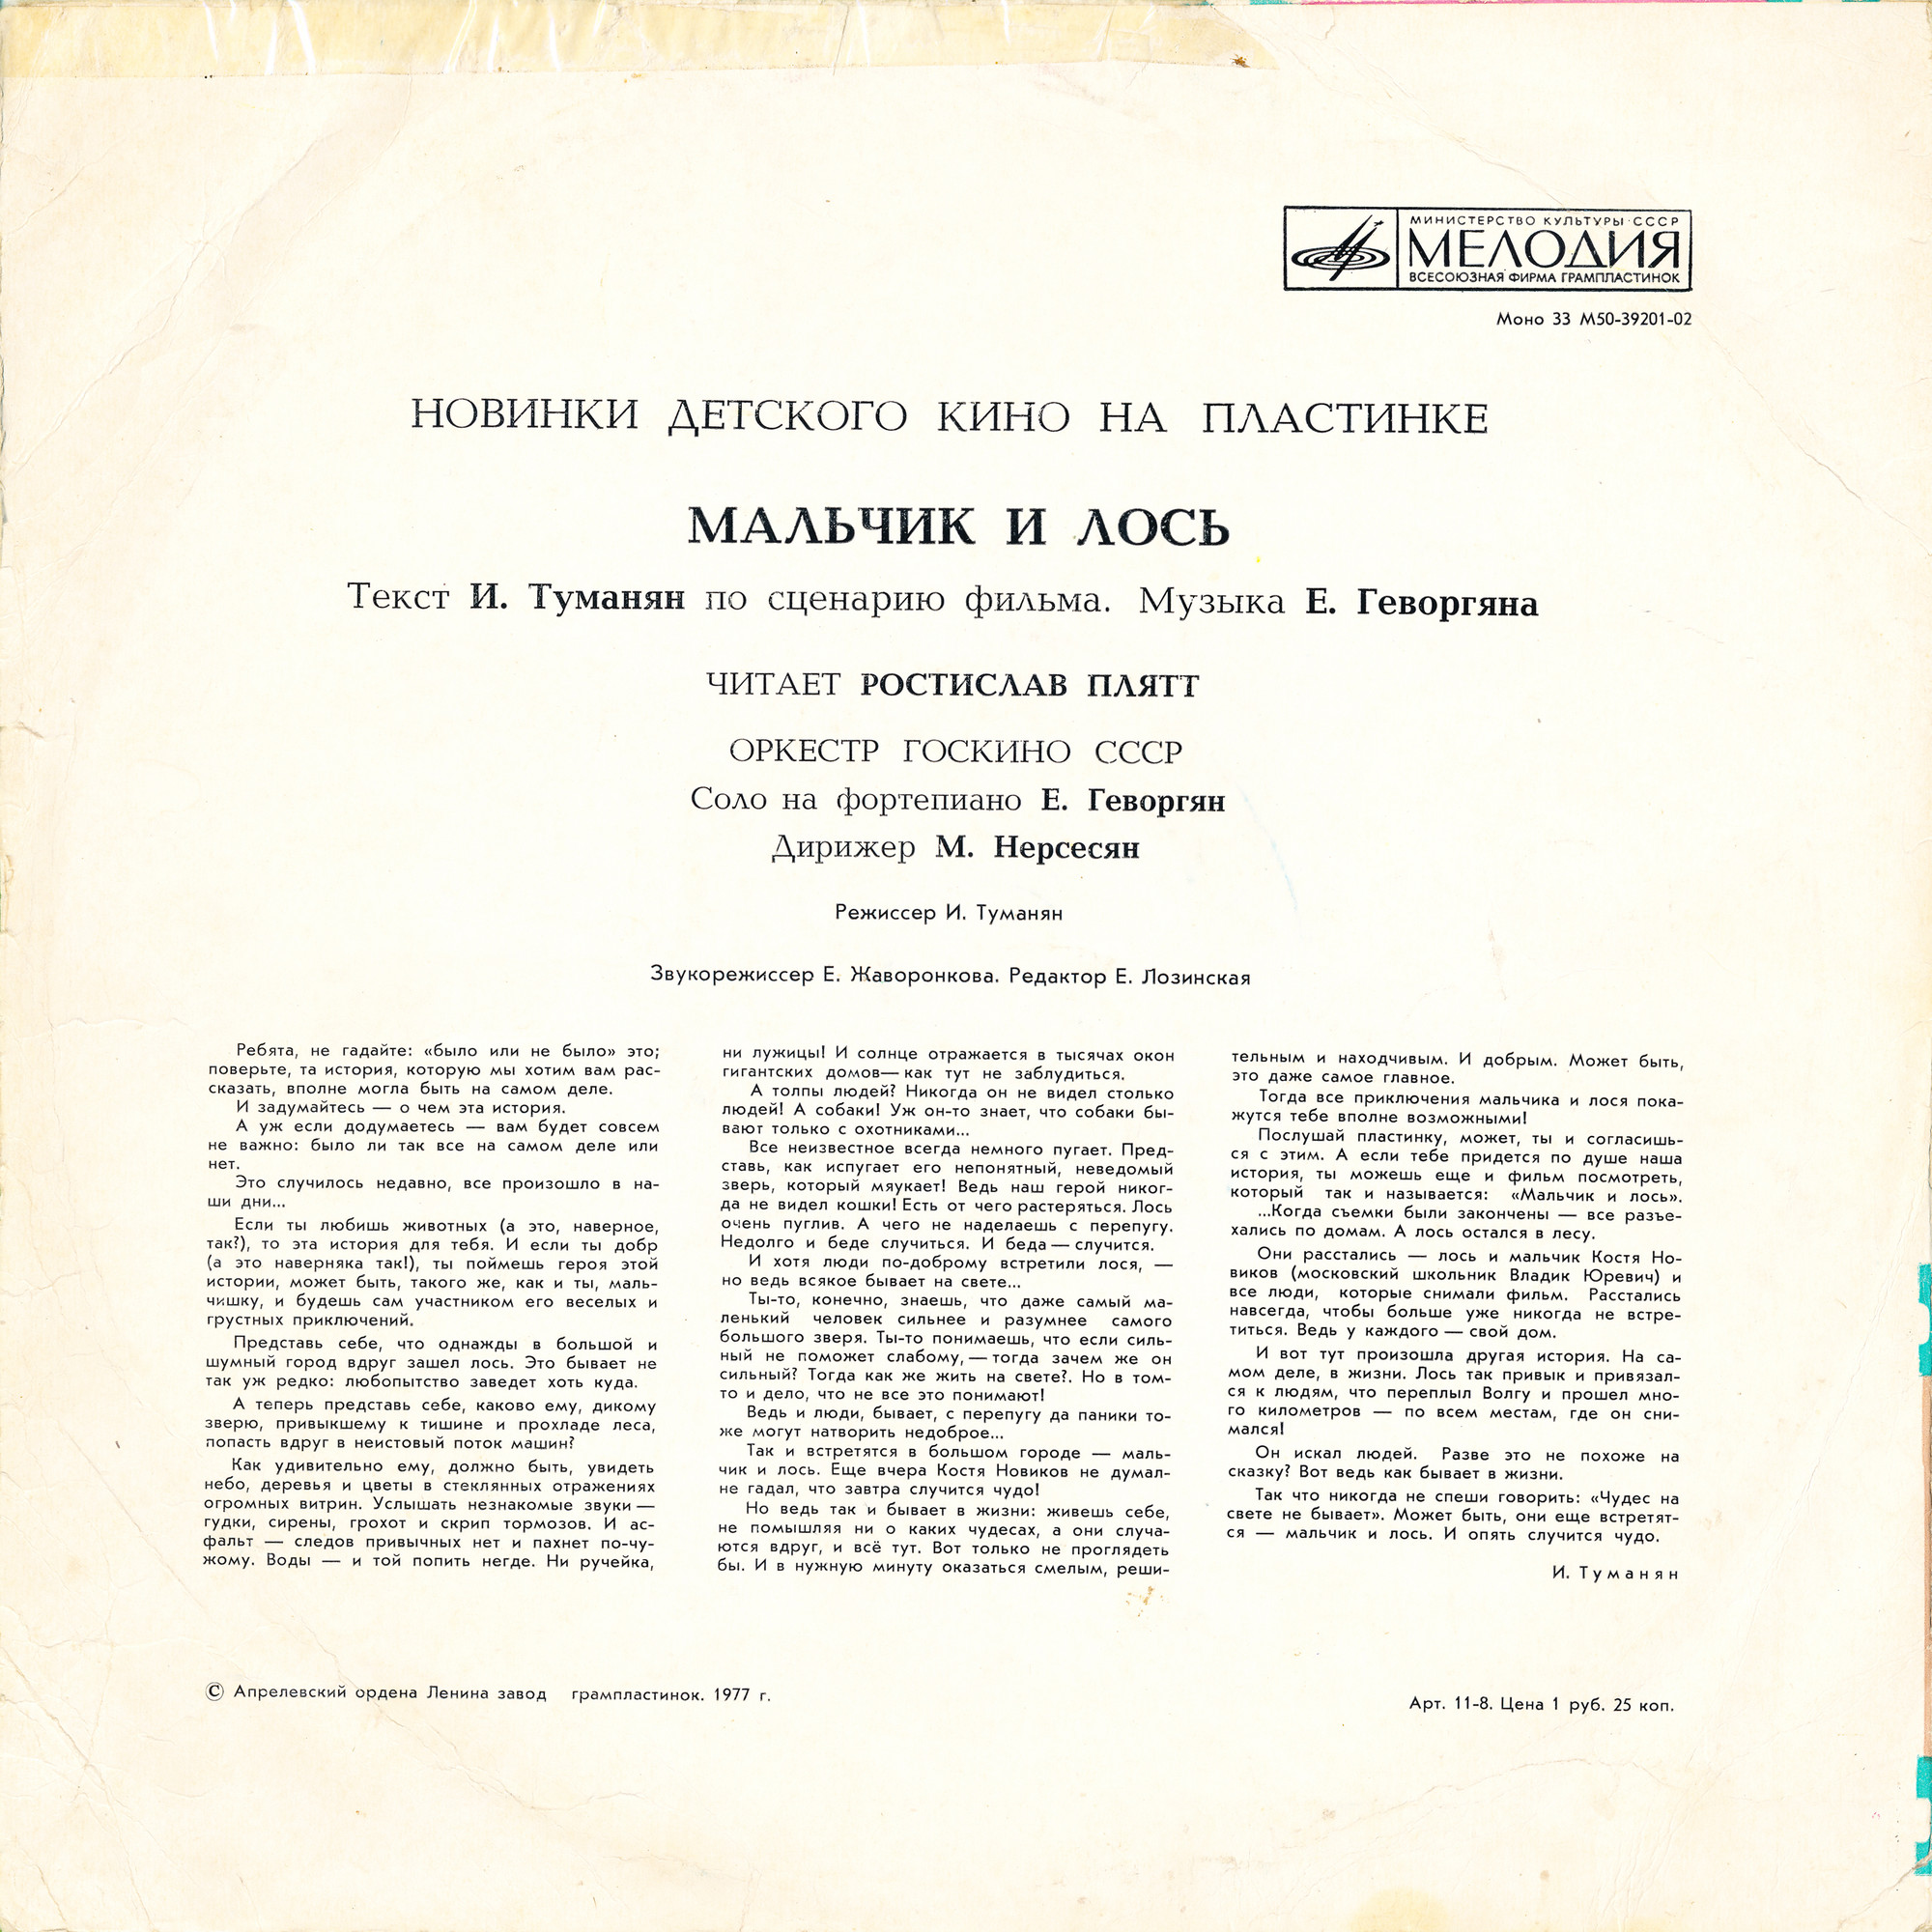 МИНИСТЕРСТВО КУЛЬТУРЫ СССР
МЕЛОДИЯ
ВСЕСОЮЗНАЯ ФИРМА ГРАМПЛАСТИНОК
Моно 33 М50-39201-02
НОВИНКИ ДЕТСКОГО КИНО НА ПЛАСТИНКЕ
МАЛЬЧИК И ЛОСЬ
Текст И. Туманян по сценарию фильма. Музыка Е. Геворгяна
ЧИТАЕТ РОСТИСЛАВ ПЛЯТТ
ОРКЕСТР ГОСКИНО СССР
Соло на фортепиано Е. Геворгян
Дирижер М. Нерсесян
Режиссер И. Туманян
Звукорежиссер Е. Жаворонкова. Редактор Е. Лозинская
Ребята, не гадайте: «было или не было» это;
поверьте, та история, которую мы хотим вам рас-
сказать, вполне могла быть на самом деле.
И задумайтесь — о чем эта история.
А уж если додумаетесь — вам будет совсем
не важно: было ли так все на самом деле или
нет.
Это случилось недавно, все произошло в на-
ши дни...
Если ты любишь животных (а это, наверное,
так?), то эта история для тебя. И если ты добр
(а это наверняка так!), ты поймешь героя этой
истории, может быть, такого же, как и ты, маль-
чишку, и будешь сам участником его веселых и
грустных приключений.
Представь себе, что однажды в большой и
шумный город вдруг зашел лось. Это бывает не
так уж редко: любопытство заведет хоть куда.
А теперь представь себе, каково ему, дикому
зверю, привыкшему к тишине и прохладе леса,
попасть вдруг в неистовый поток машин?
Как удивительно ему, должно быть, увидеть
небо, деревья и цветы в стеклянных отражениях
огромных витрин. Услышать незнакомые звуки —
гудки, сирены, грохот и скрип тормозов. И ас-
фальт — следов привычных нет и пахнет по-чу-
жому. Воды — и той попить негде. Ни ручейка,
ни лужицы! И солнце отражается в тысячах окон
гигантских домов— как тут не заблудиться.
А толпы людей? Никогда он не видел столько
людей! А собаки! Уж он-то знает, что собаки бы-
вают только с охотниками...
Все неизвестное всегда немного пугает. Пред-
ставь, как испугает его непонятный, неведомый
зверь, который мяукает! Ведь наш герой никог-
да не видел кошки! Есть от чего растеряться. Лось
очень пуглив. А чего не наделаешь с перепугу.
Недолго и беде случиться. И беда — случится.
И хотя люди по-доброму встретили лося, —
но ведь всякое бывает на свете...
Ты-то, конечно, знаешь, что даже самый ма-
ленький человек сильнее и разумнее самого
большого зверя. Ты-то понимаешь, что если силь-
ный не поможет слабому, — тогда зачем же он
сильный? Тогда как же жить на свете?. Но в том-
то и дело, что не все это понимают!
Ведь и люди, бывает, с перепугу да паники то-
же могут натворить недоброе...
Так и встретятся в большом городе — маль-
чик и лось. Еще вчера Костя Новиков не думал-
не гадал, что завтра случится чудо!
Но ведь так и бывает в жизни: живешь себе,
не помышляя ни о каких чудесах, а они случа-
ются вдруг, и всё тут. Вот только не проглядеть
бы. И в нужную минуту оказаться смелым, реши-
тельным и находчивым. И добрым. Может быть,
это даже самое главное.
Тогда все приключения мальчика и лося пока-
жутся тебе вполне возможными!
Послушай пластинку, может, ты и согласишь-
ся с этим. А если тебе придется по душе наша
история, ты можешь еще и фильм посмотреть,
который так и называется: «Мальчик и лось».
...Когда съемки были закончены — все разъе-
хались по домам. А лось остался в лесу.
Они расстались — лось и мальчик Костя Но-
виков (московский школьник Владик Юревич) и
все люди, которые снимали фильм. Расстались
навсегда, чтобы больше уже никогда не встре-
титься. Ведь у каждого — свой дом.
И вот тут произошла другая история. На са-
мом деле, в жизни. Лось так привык и привязал-
ся к людям, что переплыл Волгу и прошел мно-
го километров — по всем местам, где он сни-
мался!
Он искал людей. Разве это не похоже на
сказку? Вот ведь как бывает в жизни.
Так что никогда не спеши говорить: «Чудес на
свете не бывает». Может быть, они еще встретят-
ся — мальчик и лось. И опять случится чудо.
И. Туманян
© Апрелевский ордена Ленина завод грампластинок. 1977 г.
Арт. 11-8. Цена 1 руб. 25 коп.